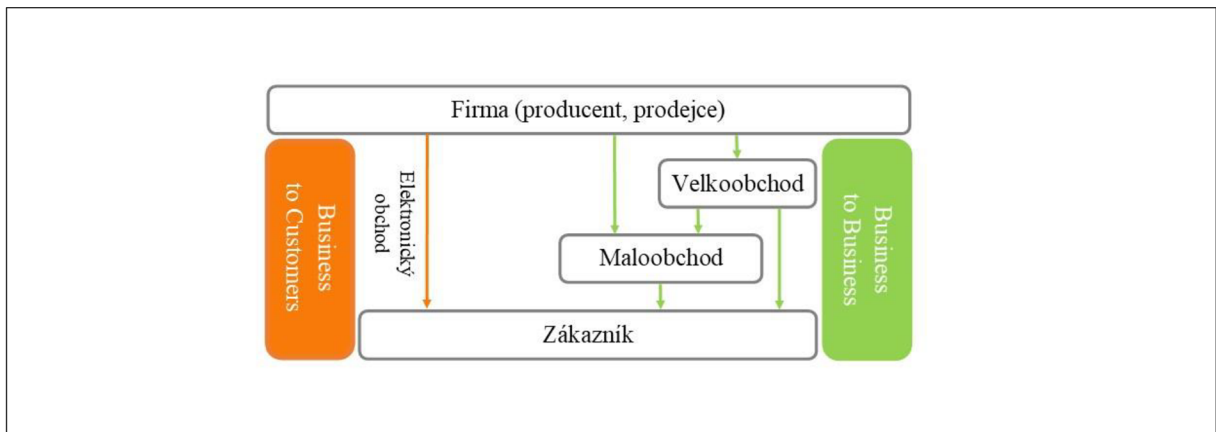 Firma (producent, prodejce)
Business
to Customers
Elektronický
obchod
Velkoobchod
Maloobchod
Zákazník
Business
to Business